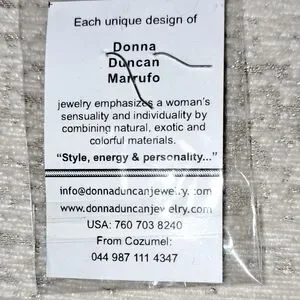 Each unique design of
Donna
Duncan
Marrufo
jewelry emphasizes a woman's
sensuality and individuality by
combining natural, exotic and
colorful materials.
"Style, energy & personality..."
info@donnaduncanjewelry.com
www.donnaduncanjewelry.com
USA: 760 703 8240
From Cozumel:
044 987 111 4347